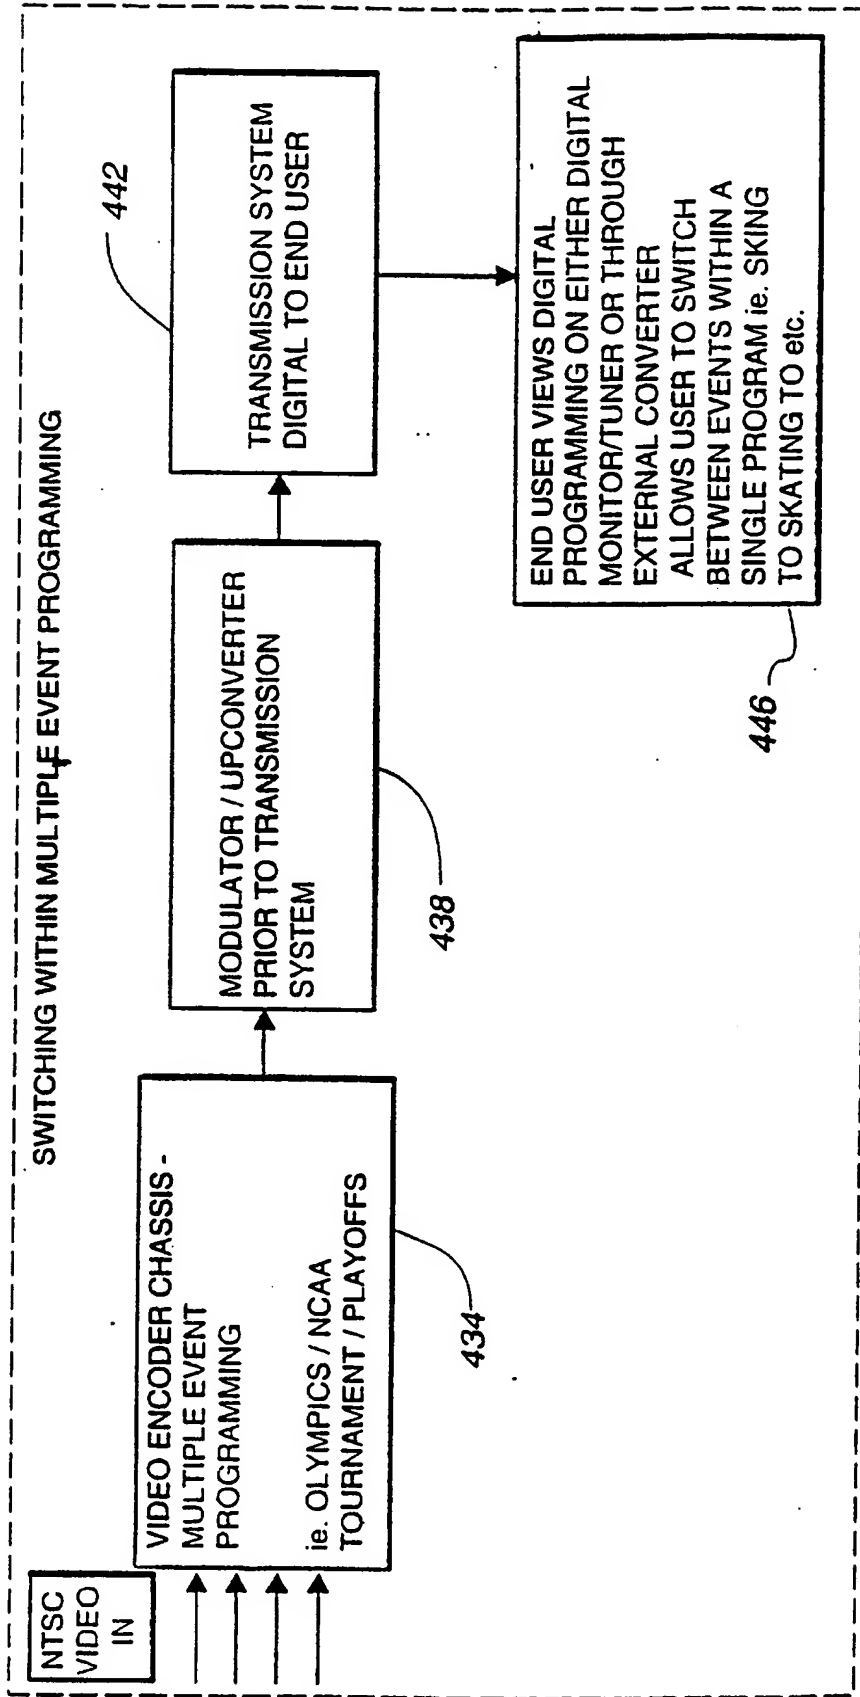 SWITCHING WITHIN MULTIPLE EVENT PROGRAMMING
NTSC
VIDEO
IN
VIDEO ENCODER CHASSIS -
MULTIPLE EVENT
PROGRAMMING
ie. OLYMPICS / NCAA
TOURNAMENT / PLAYOFFS
434
MODULATOR / UPCONVERTER
PRIOR TO TRANSMISSION
SYSTEM
438
TRANSMISSION SYSTEM
DIGITAL TO END USER
442
END USER VIEWS DIGITAL
PROGRAMMING ON EITHER DIGITAL
MONITOR/TUNER OR THROUGH
EXTERNAL CONVERTER
ALLOWS USER TO SWITCH
BETWEEN EVENTS WITHIN A
SINGLE PROGRAM ie. SKING
TO SKATING TO etc.
446